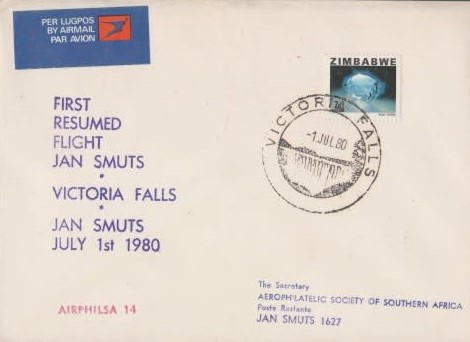 PER LUGPOS
BY AIRMAIL
PAR AVION
ZIMBABWE
VICTORIA FALLS
-1.JUL.80
FIRST
RESUMED
FLIGHT
JAN SMUTS
•
VICTORIA FALLS
•
JAN SMUTS
JULY 1st 1980
AIRPHILSA 14
The Secretary
AEROPHILATELIC SOCIETY OF SOUTHERN AFRICA
Poste Restante
JAN SMUTS 1627